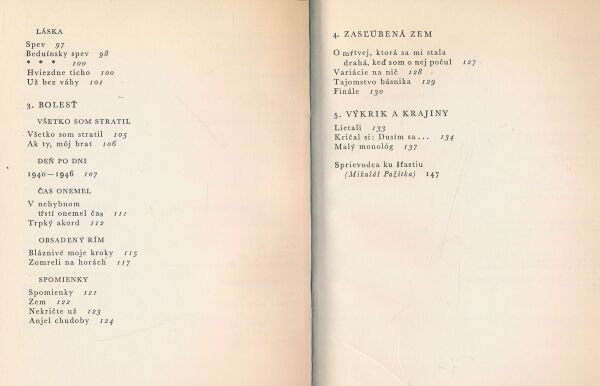 LÁSKA
Spev 97
Beduínsky spev 98
* * * 100
Hviezdne ticho 100
Už bez váhy 101
3. BOLESŤ
VŠETKO SOM STRATIL
Všetko som stratil 105
Ak ty, môj brat 106
DEŇ PO DNI
1940—1946 107
ČAS ONEMEL
V nehybnom
tŕstí onemel čas 111
Trpký akord 112
OBSADENÝ RÍM
Bláznivé moje kroky 115
Zomreli na horách 117
SPOMIENKY
Spomienky 121
Zem 122
Nekričte už 123
Anjel chudoby 124
4. ZASĽÚBENÁ ZEM
O mŕtvej, ktorá sa mi stala
drahá, keď som o nej počul 127
Variácie na nič 128
Tajomstvo básnika 129
Finále 130
5. VÝKRIK A KRAJINY
Lietali 133
Kričal si: Dusím sa... 134
Malý monológ 137
Sprievodca ku šťastiu
(Mikuláš Pažítka) 147